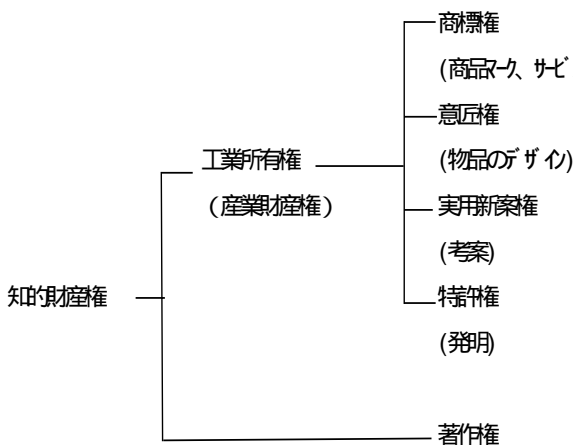 商標権
(商品マーク、サービ
意匠権
工業所有権
(物品のデザイン)
(産業財産権)
実用新案権
(考案)
知的財産権
特許権
(発明)
著作権